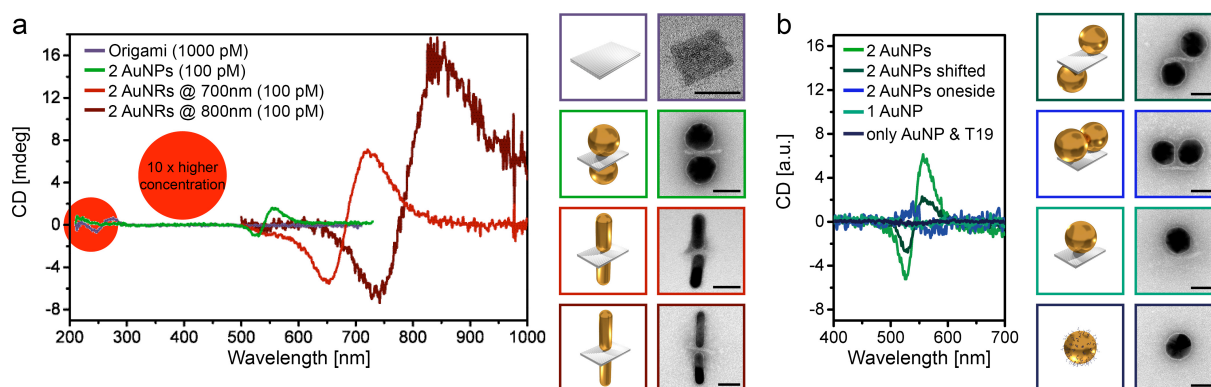 a
CD [mdeg]
16
12
8
4
0
-4
-8
Origami (1000 pM)
2 AuNPs (100 pM)
2 AuNRs @ 700nm (100 pM)
2 AuNRs @ 800nm (100 pM)
10 x higher
concentration
200 300 400 500 600 700 800 900 1000
Wavelength [nm]
b
CD [a.u.]
16
12
8
4
0
-4
-8
2 AuNPs
2 AuNPs shifted
2 AuNPs oneside
1 AuNP
only AuNP & T19
400 500 600 700
Wavelength [nm]